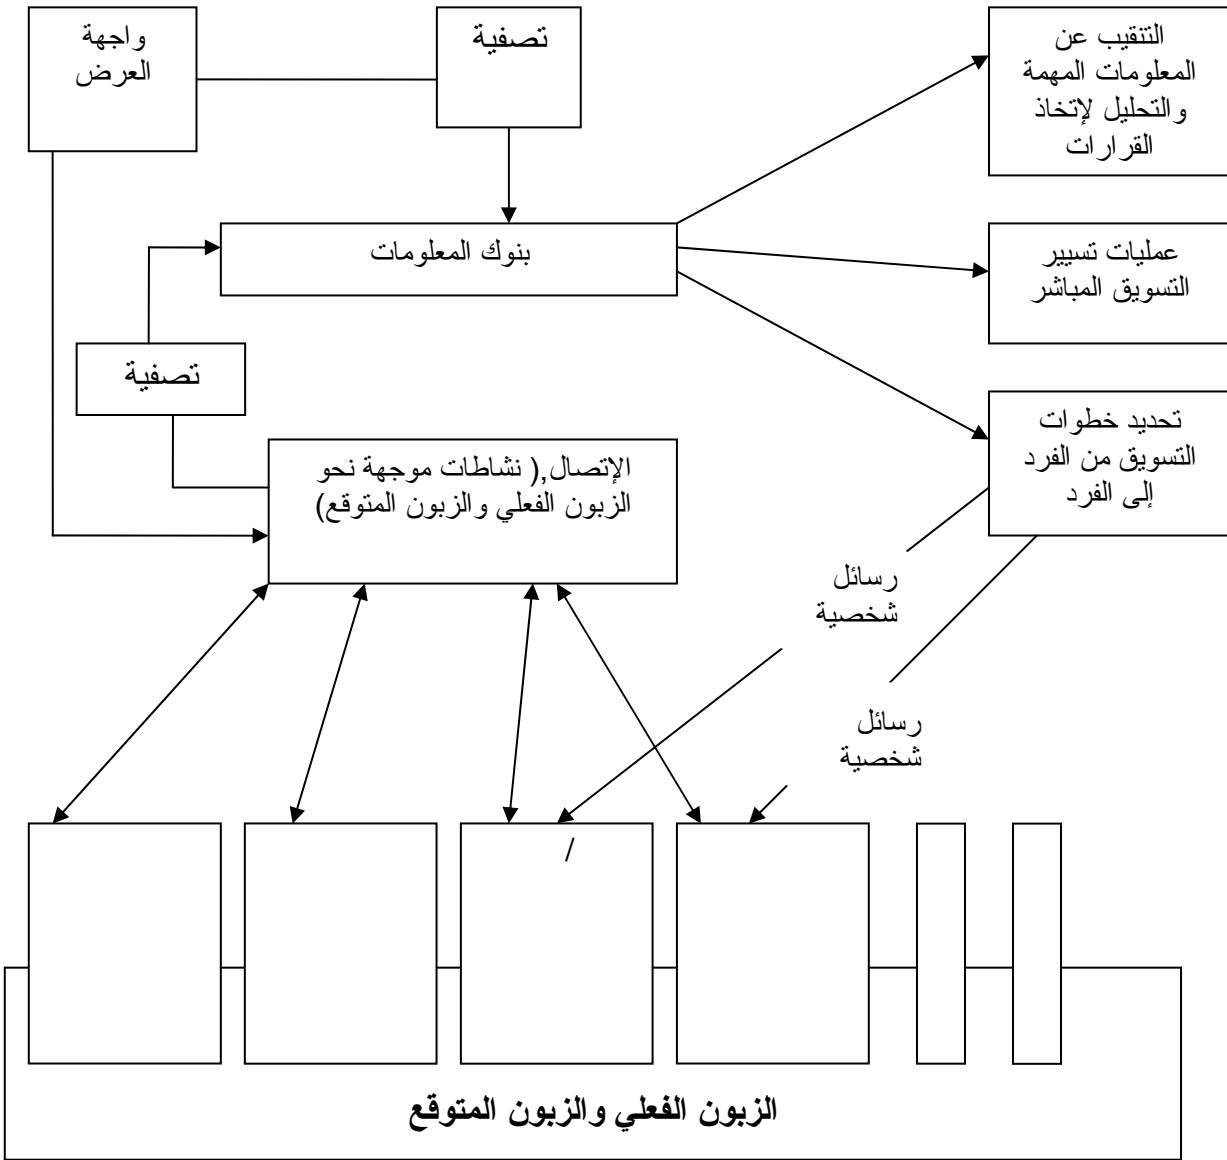 واجهة
العرض
تصفية
التنقيب عن
المعلومات المهمة
والتحليل لإتخاذ
القرارات
بنوك المعلومات
عمليات تسيير
التسويق المباشر
تصفية
تحديد خطوات
التسويق من الفرد
إلى الفرد
الإتصال,( نشاطات موجهة نحو
الزبون الفعلي والزبون المتوقع)
رسائل
شخصية
رسائل
شخصية
/
الزبون الفعلي والزبون المتوقع